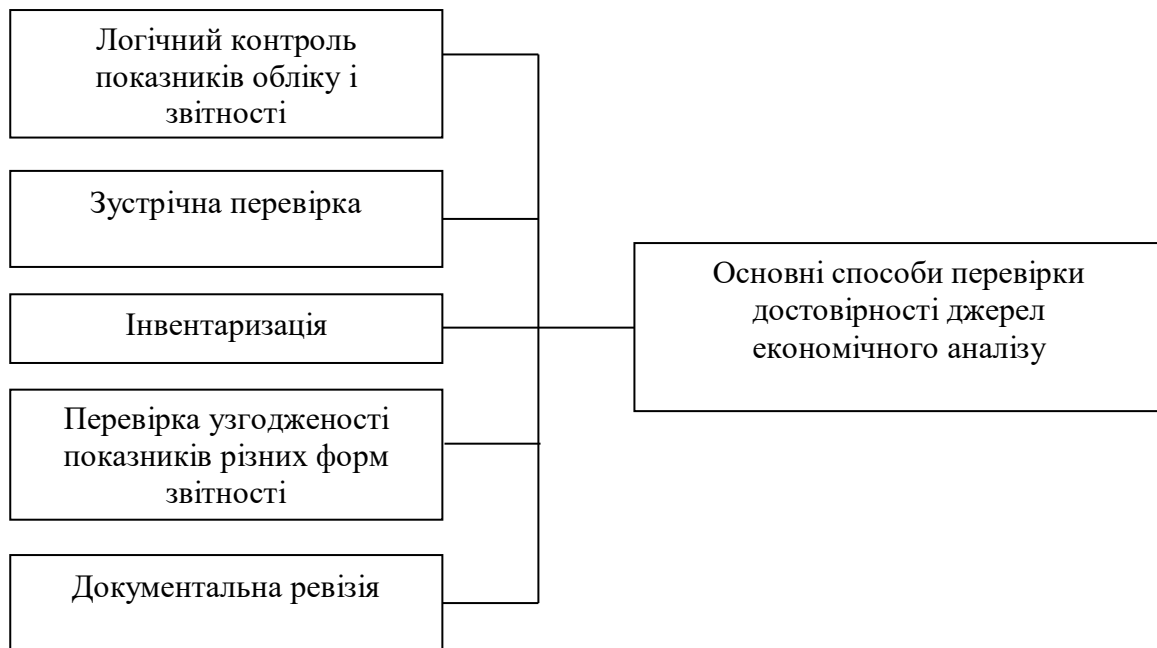 Логічний контроль
показників обліку і
звітності
Зустрічна перевірка
Інвентаризація
Перевірка узгодженості
показників різних форм
звітності
Документальна ревізія
Основні способи перевірки
достовірності джерел
економічного аналізу